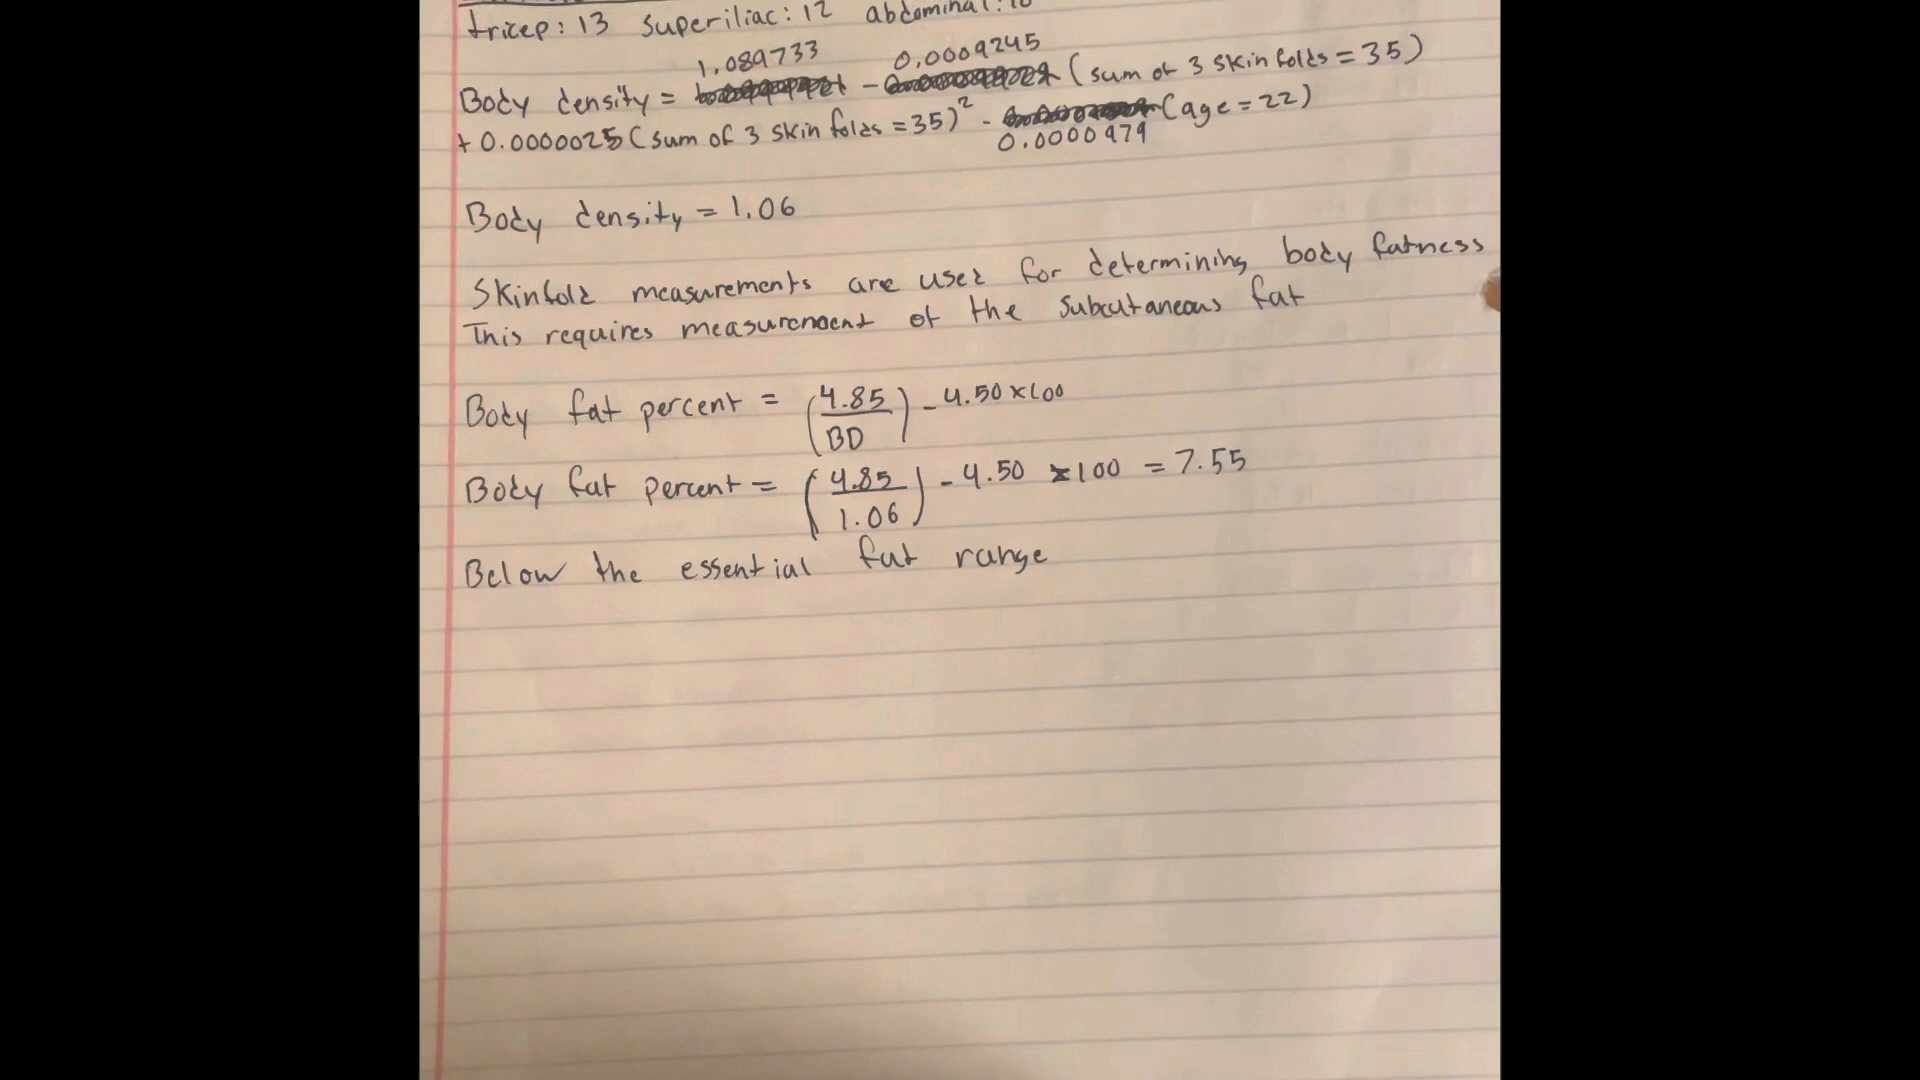 tricep: 13 superiliac: 12 abdominal: 10
1.089733 0.0009245
Body density = - (sum of 3 skin folds = 35)
+ 0.0000025 (sum of 3 skin folds = 35)² - (age = 22)
0.0000979
Body density = 1.06
Skinfold measurements are used for determining body fatness
This requires measurement of the subcutaneous fat
Body fat percent = (4.85/BD) - 4.50 x 100
Body fat percent = (4.85/1.06) - 4.50 x 100 = 7.55
Below the essential fat range